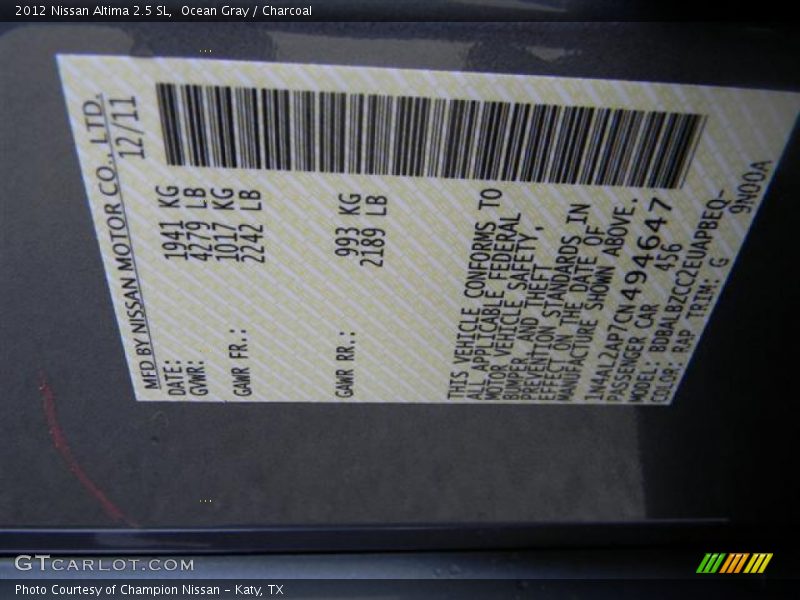 2012 Nissan Altima 2.5 SL,  Ocean Gray / Charcoal
MFD BY NISSAN MOTOR CO., LTD.
DATE: 12/11
GVWR: 1941 KG
4279 LB
GAWR FR.: 1017 KG
2242 LB
GAWR RR.: 993 KG
2189 LB
THIS VEHICLE CONFORMS TO
ALL APPLICABLE FEDERAL
MOTOR VEHICLE SAFETY,
BUMPER, AND THEFT
PREVENTION STANDARDS IN
EFFECT ON THE DATE OF
MANUFACTURE SHOWN ABOVE.
1N4AL2AP7CN494647
PASSENGER CAR 456
MODEL: BDBALBZCC2EUAPBEQ-
COLOR: RAP TRIM: G 9N00A
GTCARLOT.COM
Photo Courtesy of Champion Nissan - Katy, TX